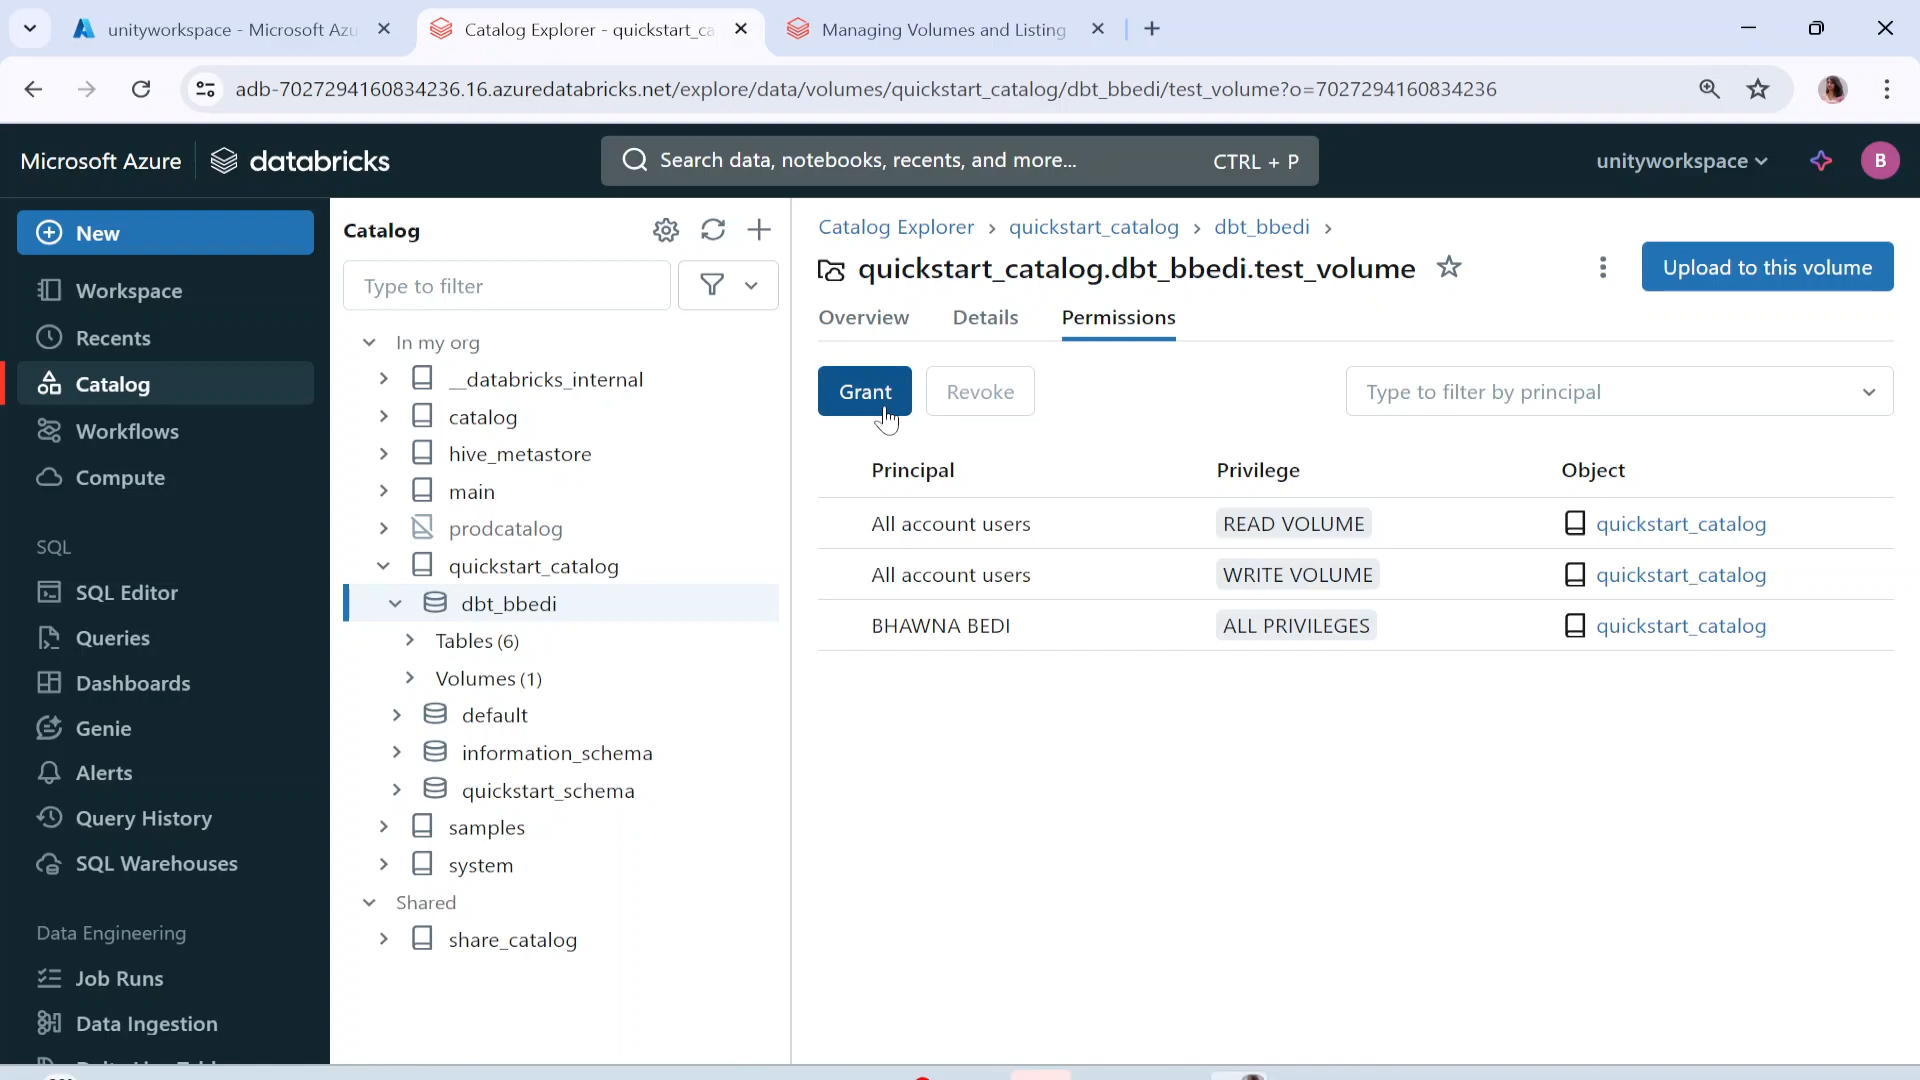 unityworkspace - Microsoft Azu
Catalog Explorer - quickstart_ca
Managing Volumes and Listing
adb-7027294160834236.16.azuredatabricks.net/explore/data/volumes/quickstart_catalog/dbt_bbedi/test_volume?o=7027294160834236
Microsoft Azure
databricks
Search data, notebooks, recents, and more...
CTRL + P
unityworkspace
B
New
Workspace
Recents
Catalog
Workflows
Compute
SQL
SQL Editor
Queries
Dashboards
Genie
Alerts
Query History
SQL Warehouses
Data Engineering
Job Runs
Data Ingestion
Catalog
Type to filter
In my org
__databricks_internal
catalog
hive_metastore
main
prodcatalog
quickstart_catalog
dbt_bbedi
Tables (6)
Volumes (1)
default
information_schema
quickstart_schema
samples
system
Shared
share_catalog
Catalog Explorer > quickstart_catalog > dbt_bbedi >
quickstart_catalog.dbt_bbedi.test_volume
Upload to this volume
Overview Details Permissions
Grant Revoke
Type to filter by principal
Principal Privilege Object
All account users READ VOLUME quickstart_catalog
All account users WRITE VOLUME quickstart_catalog
BHAWNA BEDI ALL PRIVILEGES quickstart_catalog